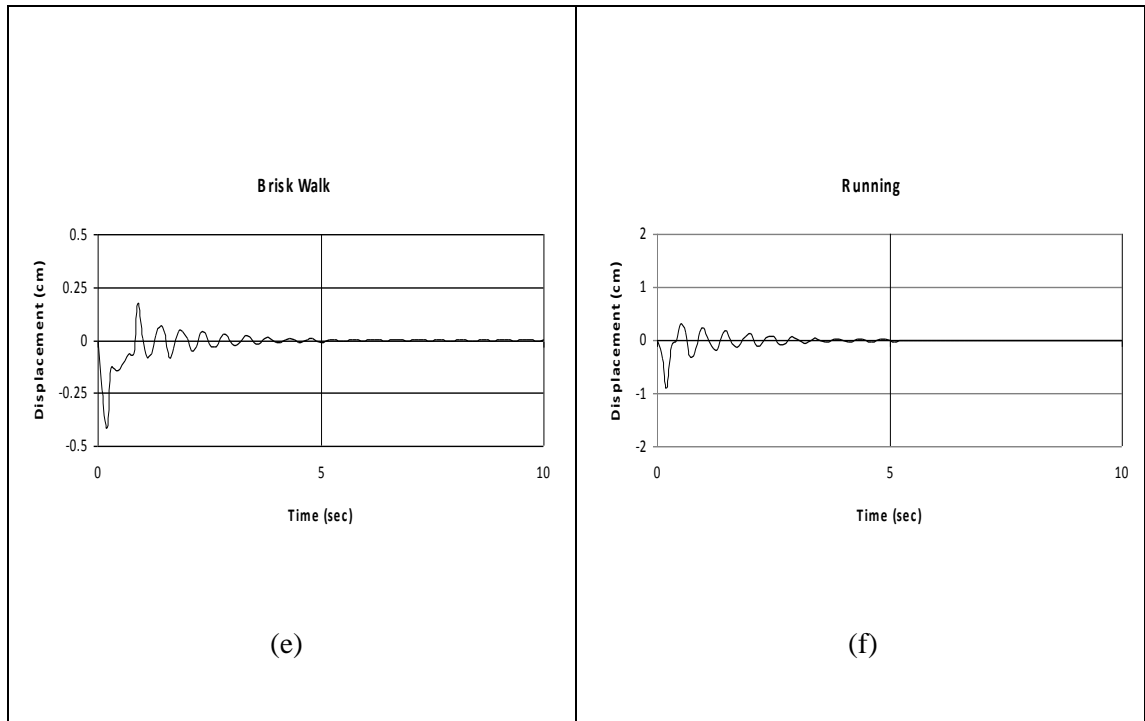 Brisk Walk
0.5
0.25
0
-0.25
-0.5
Displacement (cm)
0 5 10
Time (sec)
(e)
Running
2
1
0
-1
-2
Displacement (cm)
0 5 10
Time (sec)
(f)